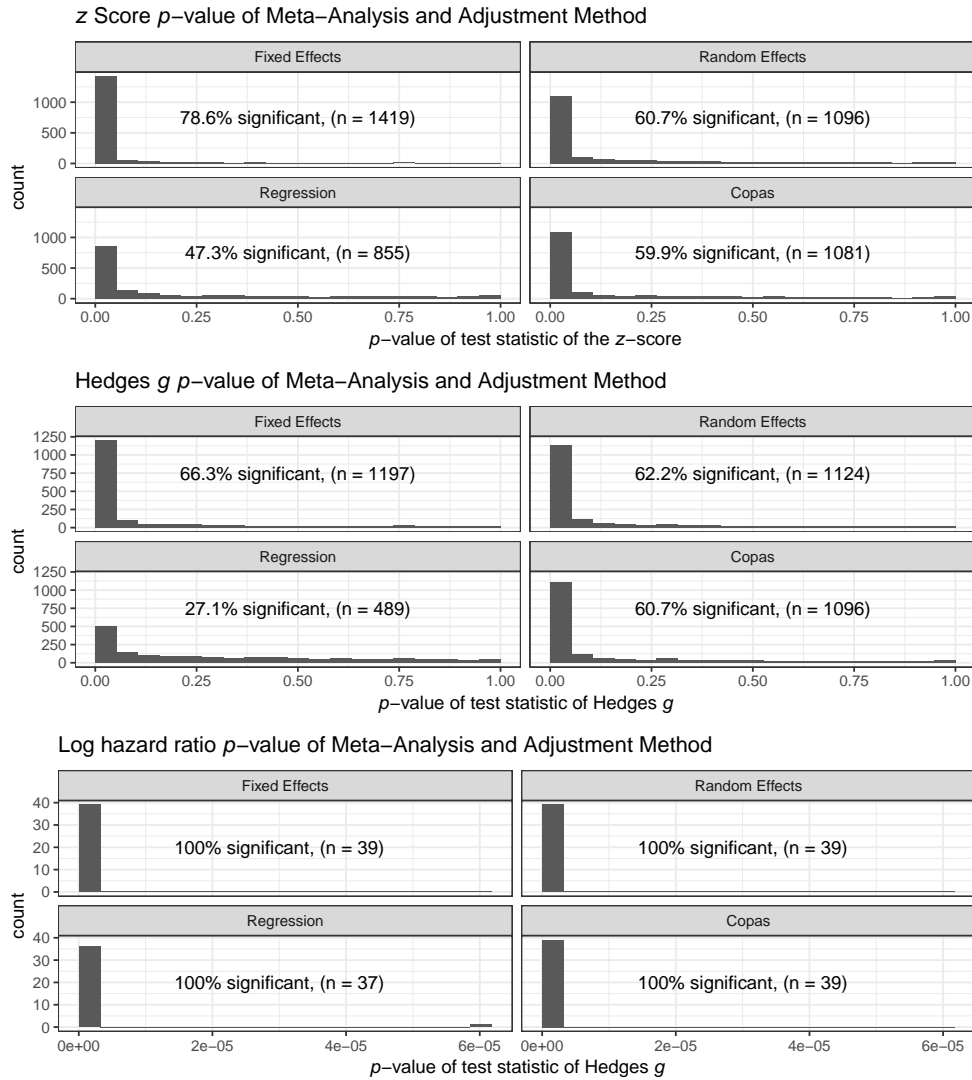 z Score p−value of Meta−Analysis and Adjustment Method
Fixed Effects
Random Effects
1000
500
0
78.6% significant, (n = 1419)
60.7% significant, (n = 1096)
count
Regression
Copas
1000
500
0
47.3% significant, (n = 855)
59.9% significant, (n = 1081)
0.00 0.25 0.50 0.75 1.00 0.00 0.25 0.50 0.75 1.00
p−value of test statistic of the z−score
Hedges g p−value of Meta−Analysis and Adjustment Method
Fixed Effects
Random Effects
1250
1000
750
500
250
0
66.3% significant, (n = 1197)
62.2% significant, (n = 1124)
count
Regression
Copas
1250
1000
750
500
250
0
27.1% significant, (n = 489)
60.7% significant, (n = 1096)
0.00 0.25 0.50 0.75 1.00 0.00 0.25 0.50 0.75 1.00
p−value of test statistic of Hedges g
Log hazard ratio p−value of Meta−Analysis and Adjustment Method
Fixed Effects
Random Effects
40
30
20
10
0
100% significant, (n = 39)
100% significant, (n = 39)
count
Regression
Copas
40
30
20
10
0
100% significant, (n = 37)
100% significant, (n = 39)
0e+00 2e−05 4e−05 6e−05 0e+00 2e−05 4e−05 6e−05
p−value of test statistic of Hedges g